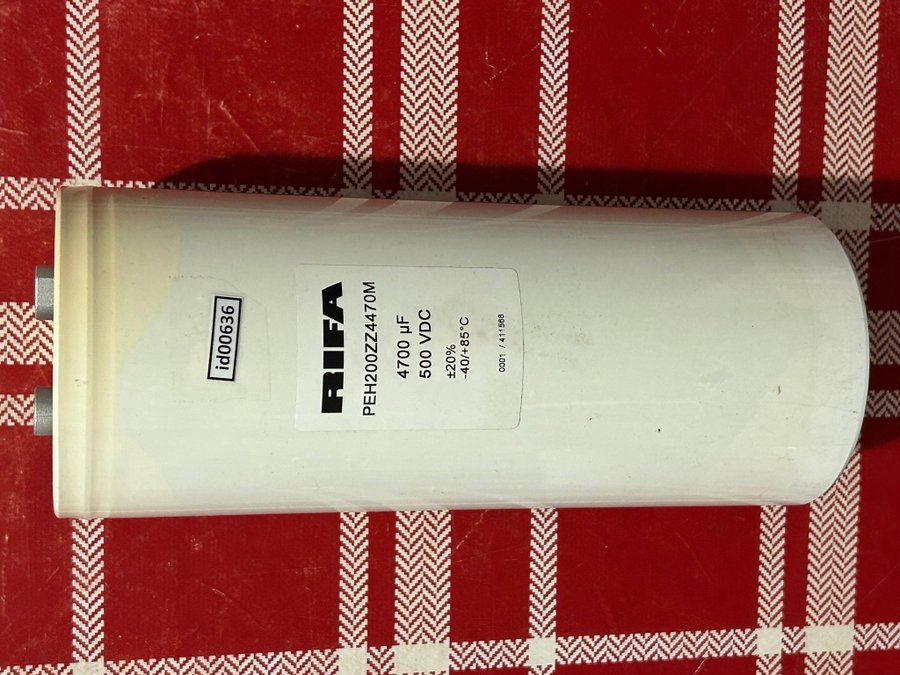 id00636
RIFA
PEH200ZZ4470M
4700 µF
500 VDC
±20%
-40/+85°C
0001 / 411568